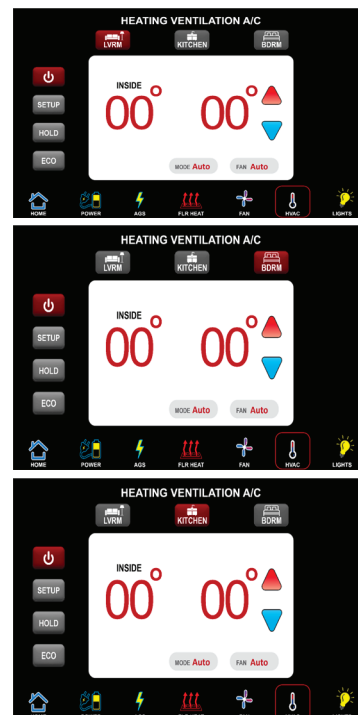 HEATING VENTILATION A/C
LVRM KITCHEN BDRM
INSIDE
00° 00°
SETUP
HOLD
ECO
MODE Auto FAN Auto
HOME POWER AGS FLR HEAT FAN HVAC LIGHTS
HEATING VENTILATION A/C
LVRM KITCHEN BDRM
INSIDE
00° 00°
SETUP
HOLD
ECO
MODE Auto FAN Auto
HOME POWER AGS FLR HEAT FAN HVAC LIGHTS
HEATING VENTILATION A/C
LVRM KITCHEN BDRM
INSIDE
00° 00°
SETUP
HOLD
ECO
MODE Auto FAN Auto